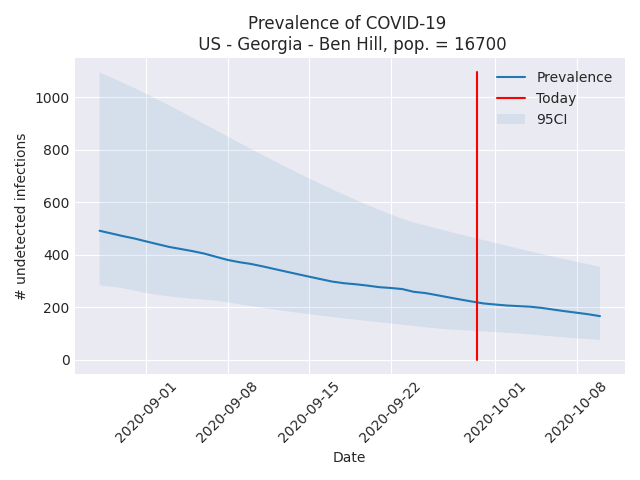 Prevalence of COVID-19
US - Georgia - Ben Hill, pop. = 16700
Prevalence
Today
95CI
# undetected infections
1000
800
600
400
200
0
2020-09-01
2020-09-08
2020-09-15
2020-09-22
2020-10-01
2020-10-08
Date